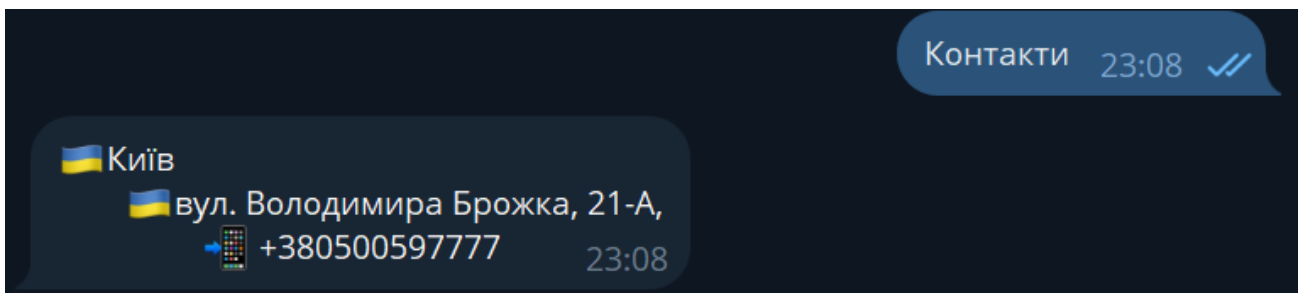 Контакти 23:08
🇺🇦Київ
🇺🇦вул. Володимира Брожка, 21-А,
📲 +380500597777 23:08